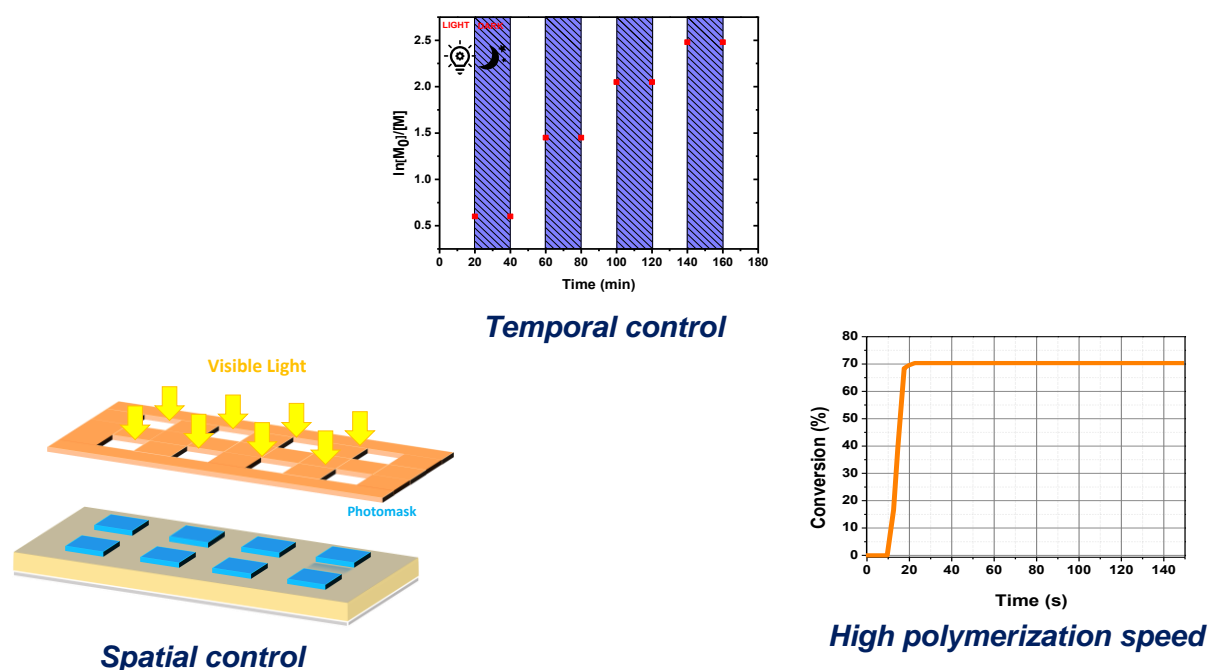 LIGHT
DARK
ln[M₀]/[M]
2.5
2.0
1.5
1.0
0.5
0 20 40 60 80 100 120 140 160 180
Time (min)
Temporal control
Visible Light
Photomask
Spatial control
Conversion (%)
80
70
60
50
40
30
20
10
0
0 20 40 60 80 100 120 140
Time (s)
High polymerization speed